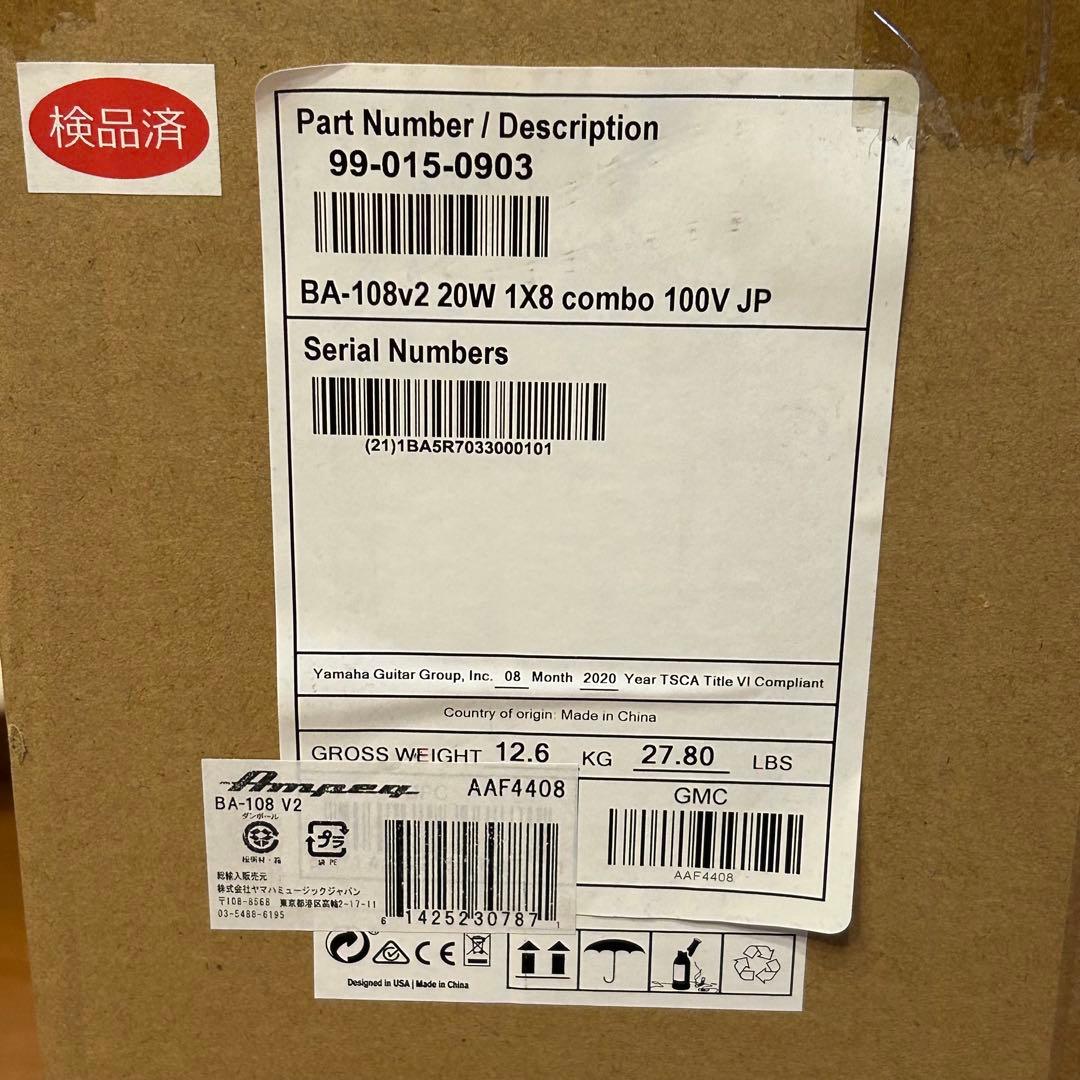 検品済
Part Number / Description
99-015-0903
BA-108v2 20W 1X8 combo 100V JP
Serial Numbers
(21)1BA5R7033000101
Yamaha Guitar Group, Inc. 08 Month 2020 Year TSCA Title VI Compliant
Country of origin: Made in China
GROSS WEIGHT 12.6 KG 27.80 LBS
GMC
AAF4408
Ampeg AAF4408
BA-108 V2
ダンボール
プラ
袋 PE
総輸入販売元
株式会社ヤマハミュージックジャパン
〒108-8568 東京都港区高輪2-17-11
03-5488-6195
6 14252 30787 1
CE
Designed in USA | Made in China